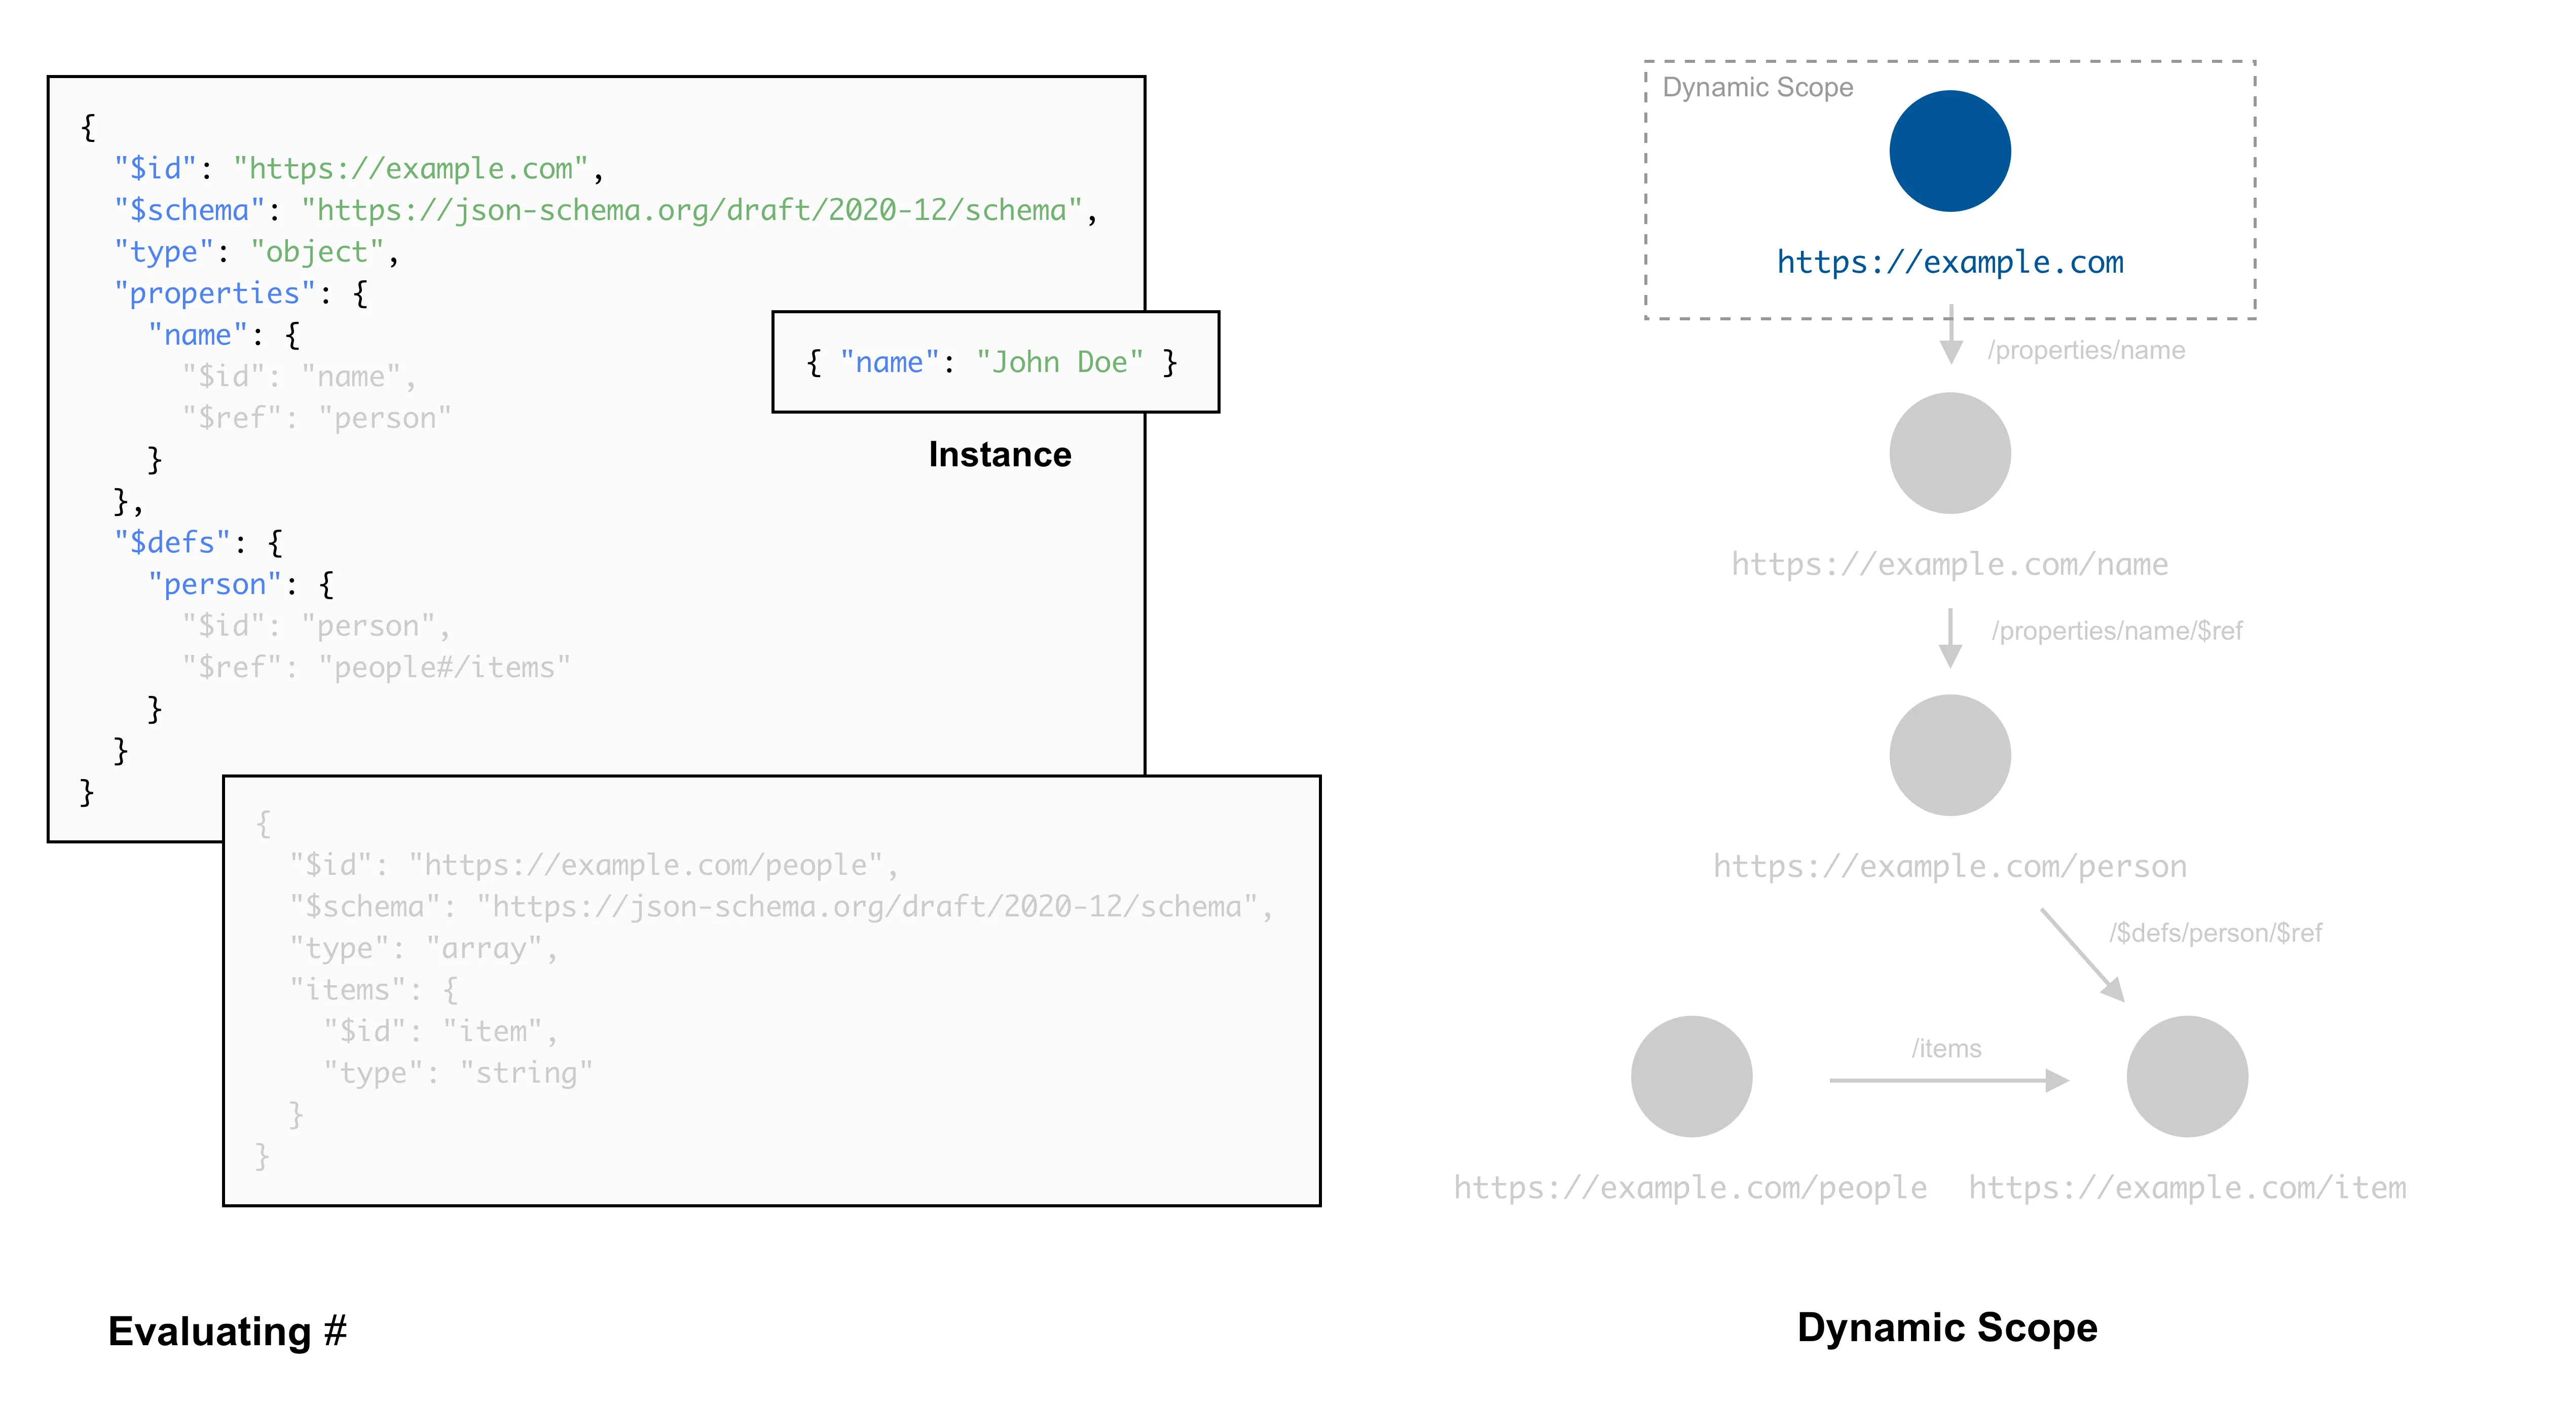 {
  "$id": "https://example.com",
  "$schema": "https://json-schema.org/draft/2020-12/schema",
  "type": "object",
  "properties": {
    "name": {
      "$id": "name",
      "$ref": "person"
    }
  },
  "$defs": {
    "person": {
      "$id": "person",
      "$ref": "people#/items"
    }
  }
}
{ "name": "John Doe" }
Instance
{
  "$id": "https://example.com/people",
  "$schema": "https://json-schema.org/draft/2020-12/schema",
  "type": "array",
  "items": {
    "$id": "item",
    "type": "string"
  }
}
Evaluating #
Dynamic Scope
https://example.com
/properties/name
https://example.com/name
/properties/name/$ref
https://example.com/person
/$defs/person/$ref
/items
https://example.com/people
https://example.com/item
Dynamic Scope